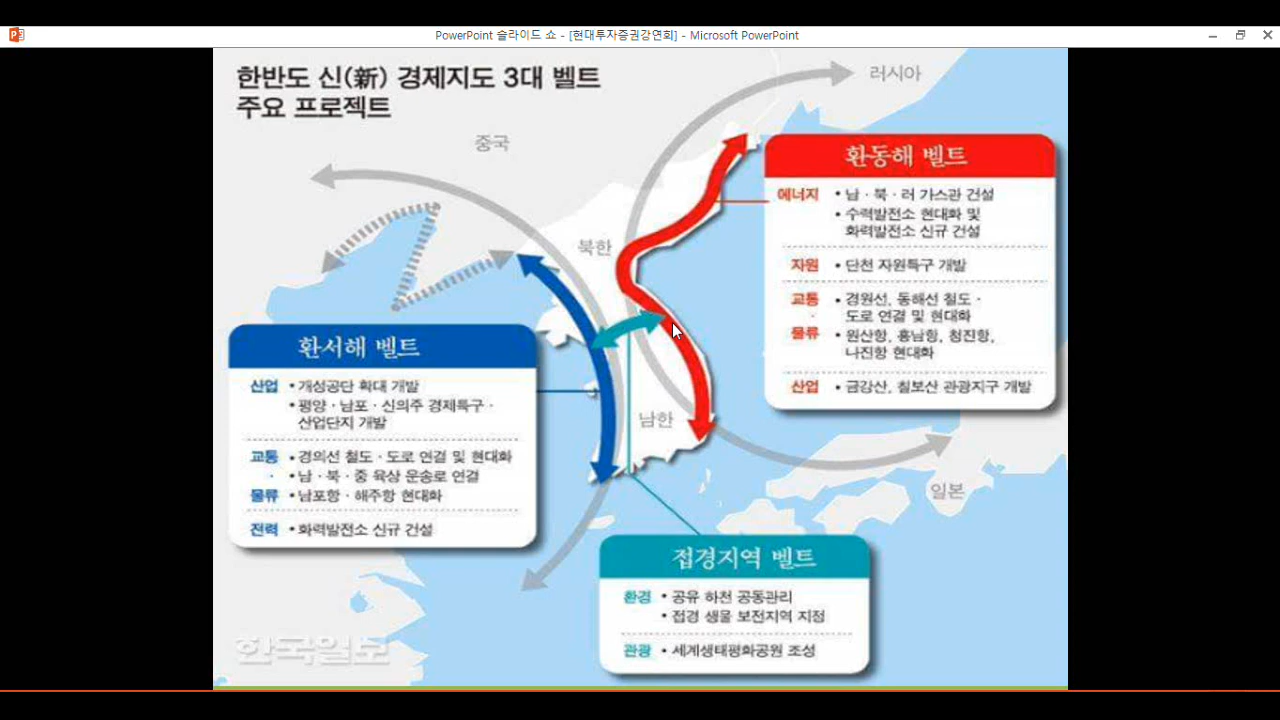 PowerPoint 슬라이드 쇼 - [현대투자증권강연회] - Microsoft PowerPoint
한반도 신(新) 경제지도 3대 벨트
주요 프로젝트
러시아
중국
북한
남한
일본
환동해 벨트
에너지 • 남·북·러 가스관 건설
• 수력발전소 현대화 및
화력발전소 신규 건설
자원 • 단천 자원특구 개발
교통 • 경원선, 동해선 철도·
· 도로 연결 및 현대화
물류 • 원산항, 흥남항, 청진항,
나진항 현대화
산업 • 금강산, 칠보산 관광지구 개발
환서해 벨트
산업 • 개성공단 확대 개발
• 평양·남포·신의주 경제특구·
산업단지 개발
교통 • 경의선 철도·도로 연결 및 현대화
· • 남·북·중 육상 운송로 연결
물류 • 남포항·해주항 현대화
전력 • 화력발전소 신규 건설
접경지역 벨트
환경 • 공유 하천 공동관리
• 접경 생물 보전지역 지정
관광 • 세계생태평화공원 조성
한국일보